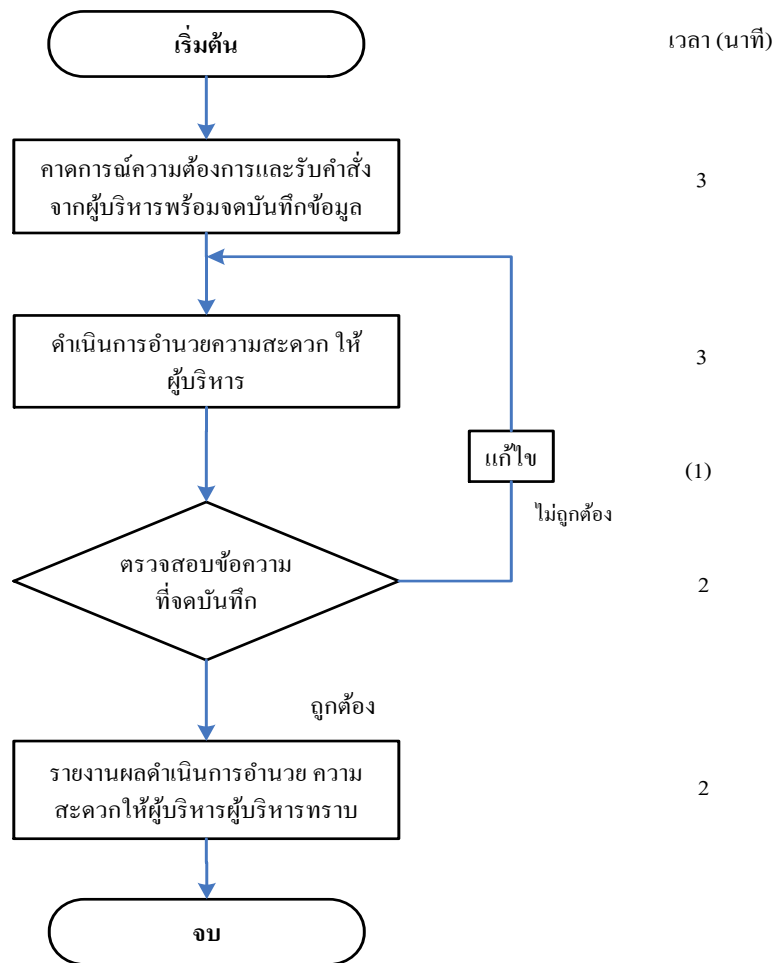 เริ่มต้น
เวลา (นาที)
คาดการณ์ความต้องการและรับคำสั่ง
จากผู้บริหารพร้อมจดบันทึกข้อมูล
3
ดำเนินการอำนวยความสะดวก ให้
ผู้บริหาร
3
แก้ไข
(1)
ไม่ถูกต้อง
ตรวจสอบข้อความ
ที่จดบันทึก
2
ถูกต้อง
รายงานผลดำเนินการอำนวย ความ
สะดวกให้ผู้บริหารผู้บริหารทราบ
2
จบ